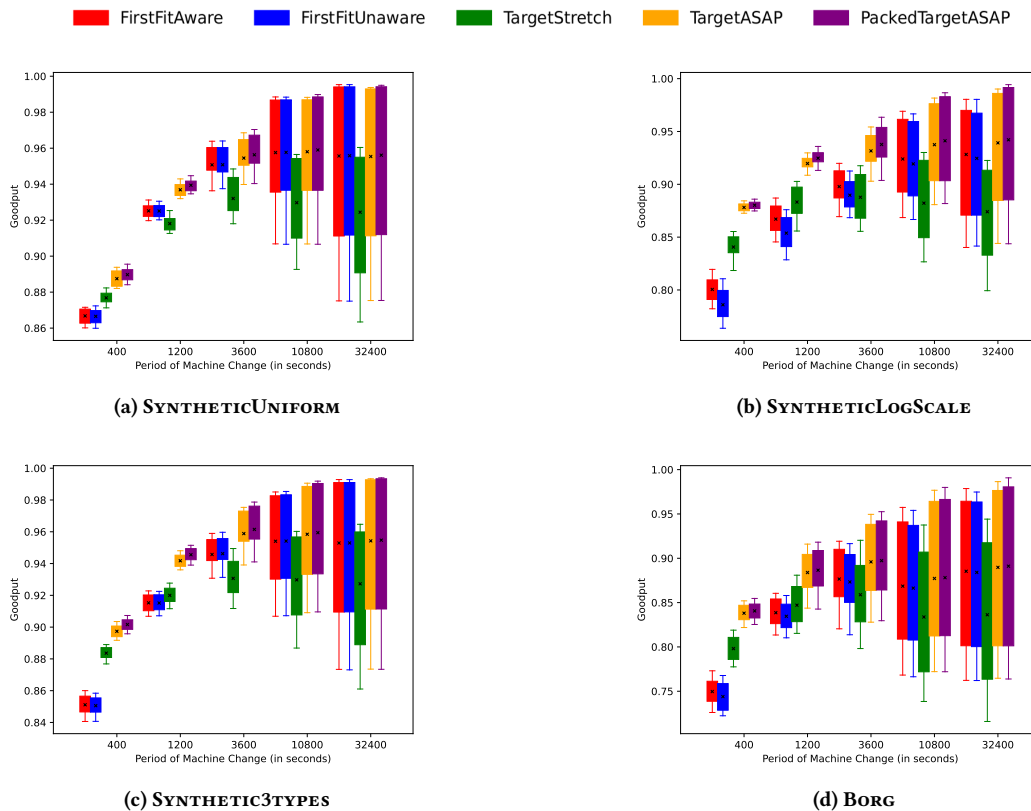 FirstFitAware FirstFitUnaware TargetStretch TargetASAP PackedTargetASAP
1.00
0.98
0.96
0.94
0.92
0.90
0.88
0.86
Goodput
400 1200 3600 10800 32400
Period of Machine Change (in seconds)
(a) SYNTHETICUNIFORM
1.00
0.95
0.90
0.85
0.80
Goodput
400 1200 3600 10800 32400
Period of Machine Change (in seconds)
(b) SYNTHETICLOGSCALE
1.00
0.98
0.96
0.94
0.92
0.90
0.88
0.86
0.84
Goodput
400 1200 3600 10800 32400
Period of Machine Change (in seconds)
(c) SYNTHETIC3TYPES
1.00
0.95
0.90
0.85
0.80
0.75
Goodput
400 1200 3600 10800 32400
Period of Machine Change (in seconds)
(d) BORG